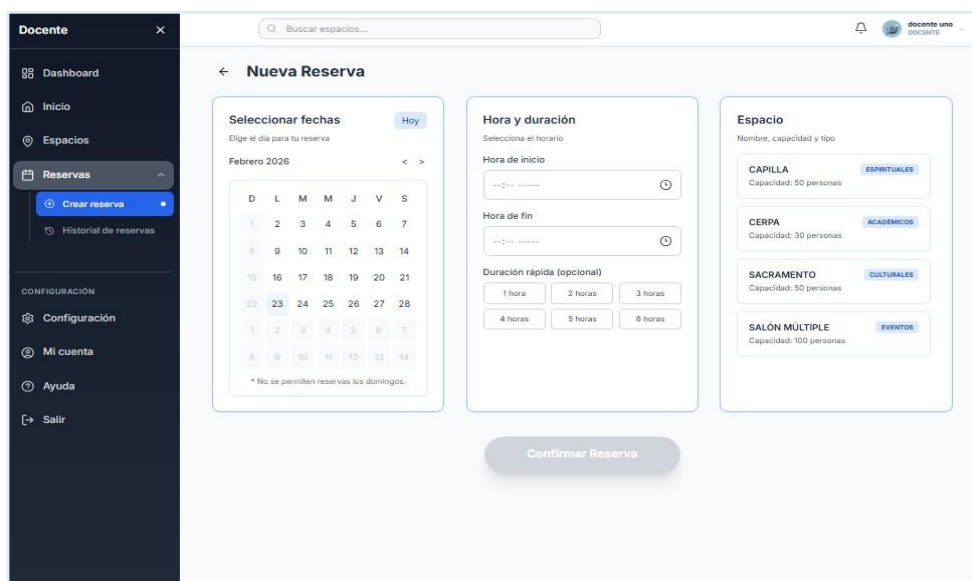 Docente
Buscar espacios...
docente uno
DOCENTE
Dashboard
Inicio
Espacios
Reservas
Crear reserva
Historial de reservas
CONFIGURACIÓN
Configuración
Mi cuenta
Ayuda
Salir
Nueva Reserva
Seleccionar fechas Hoy
Elige el día para tu reserva
Febrero 2026 < >
D L M M J V S
1 2 3 4 5 6 7
8 9 10 11 12 13 14
15 16 17 18 19 20 21
22 23 24 25 26 27 28
1 2 3 4 5 6 7
8 9 10 11 12 13 14
* No se permiten reservas los domingos.
Hora y duración
Selecciona el horario
Hora de inicio
--:-- -----
Hora de fin
--:-- -----
Duración rápida (opcional)
1 hora 2 horas 3 horas
4 horas 5 horas 6 horas
Espacio
Nombre, capacidad y tipo
CAPILLA ESPIRITUALES
Capacidad: 50 personas
CERPA ACADÉMICOS
Capacidad: 30 personas
SACRAMENTO CULTURALES
Capacidad: 50 personas
SALÓN MÚLTIPLE EVENTOS
Capacidad: 100 personas
Confirmar Reserva